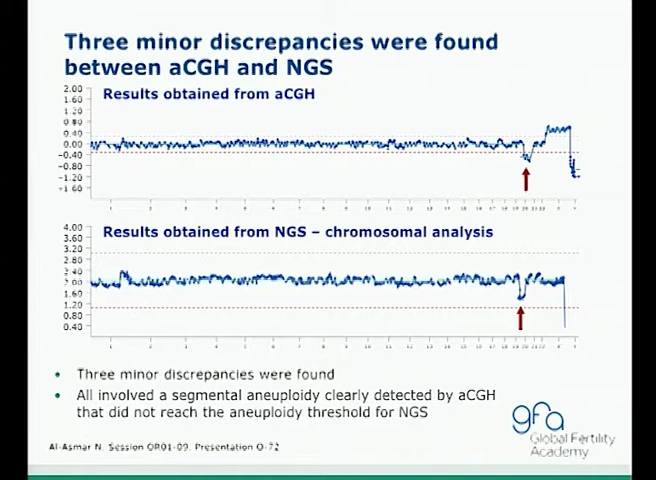 Three minor discrepancies were found
between aCGH and NGS
Results obtained from aCGH
2.00
1.60
1.20
0.80
0.40
0.00
-0.40
-0.80
-1.20
-1.60
Results obtained from NGS – chromosomal analysis
4.00
3.60
3.20
2.80
2.40
2.00
1.60
1.20
0.80
0.40
• Three minor discrepancies were found
• All involved a segmental aneuploidy clearly detected by aCGH
that did not reach the aneuploidy threshold for NGS
gfa
Global Fertility
Academy
Al-Asmar N. Session OR01-09. Presentation O-72